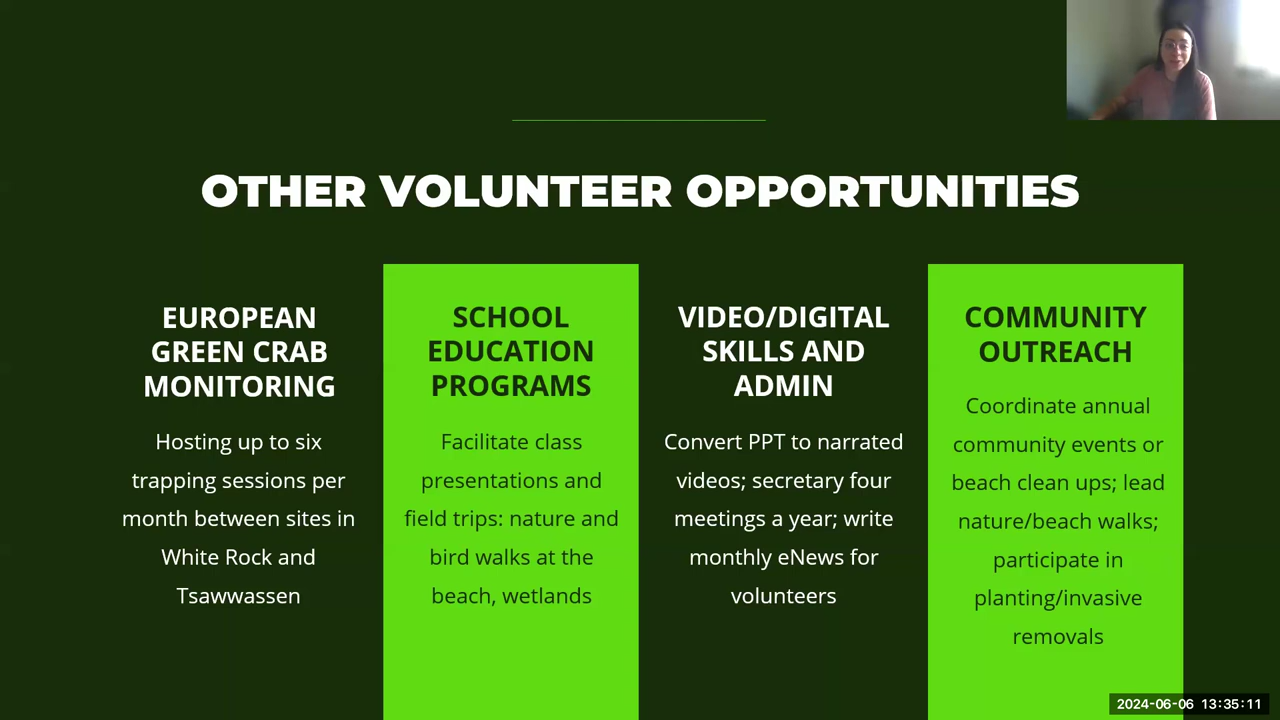 OTHER VOLUNTEER OPPORTUNITIES
EUROPEAN
GREEN CRAB
MONITORING
Hosting up to six
trapping sessions per
month between sites in
White Rock and
Tsawwassen
SCHOOL
EDUCATION
PROGRAMS
Facilitate class
presentations and
field trips: nature and
bird walks at the
beach, wetlands
VIDEO/DIGITAL
SKILLS AND
ADMIN
Convert PPT to narrated
videos; secretary four
meetings a year; write
monthly eNews for
volunteers
COMMUNITY
OUTREACH
Coordinate annual
community events or
beach clean ups; lead
nature/beach walks;
participate in
planting/invasive
removals
2024-06-06 13:35:11